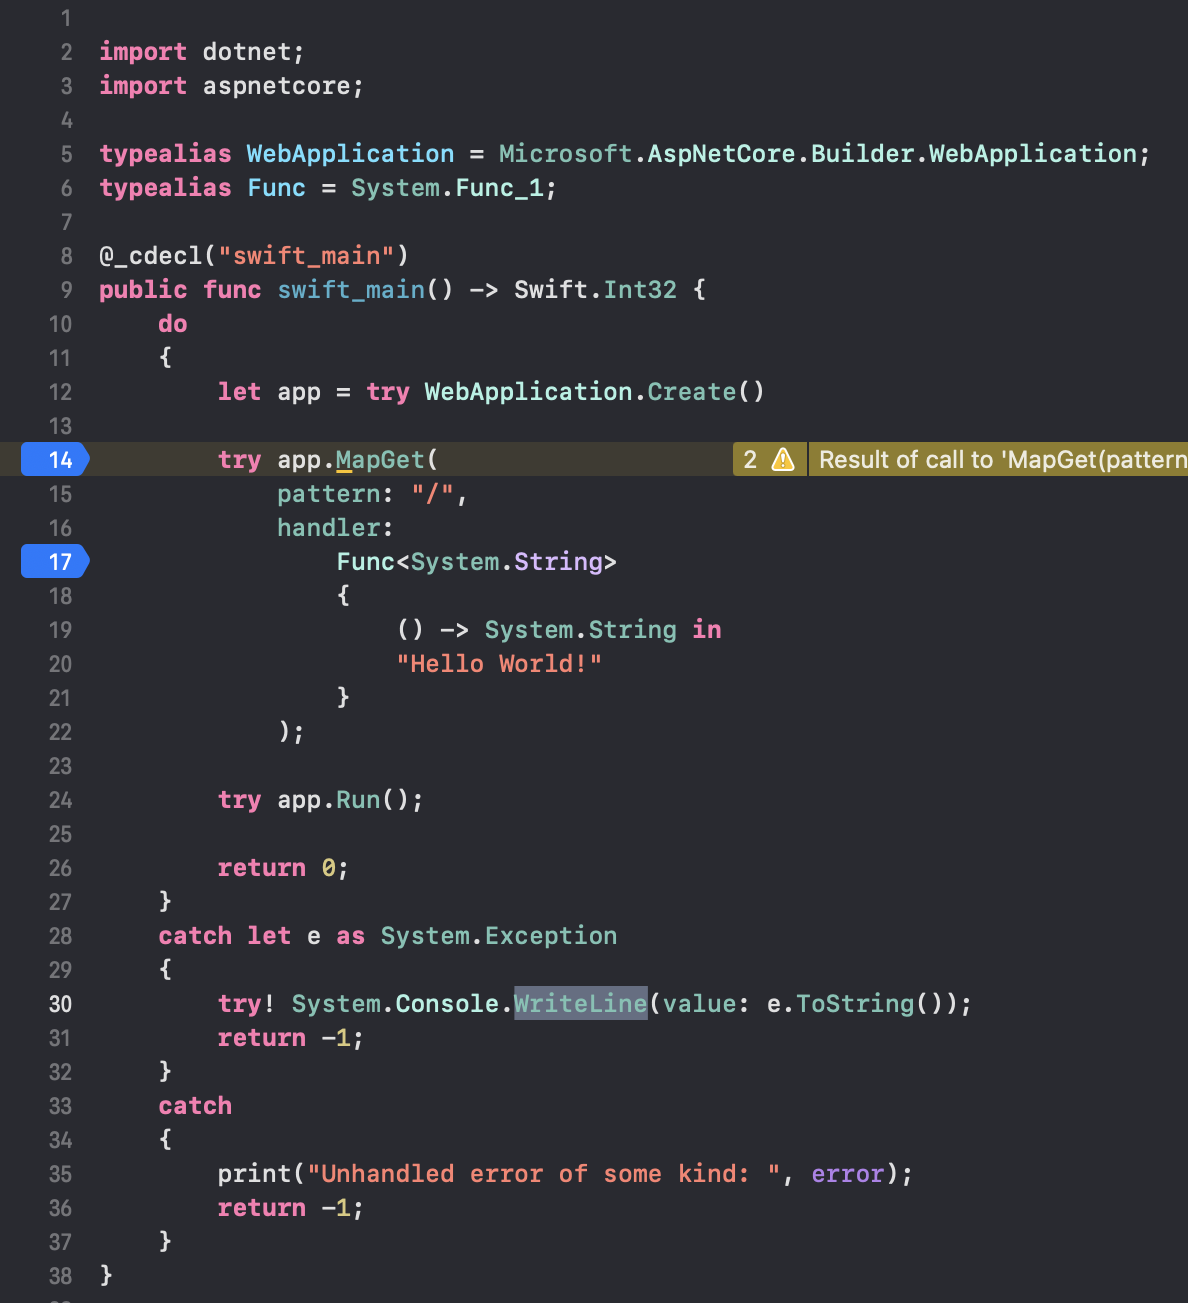 1
2 import dotnet;
3 import aspnetcore;
4
5 typealias WebApplication = Microsoft.AspNetCore.Builder.WebApplication;
6 typealias Func = System.Func_1;
7
8 @_cdecl("swift_main")
9 public func swift_main() -> Swift.Int32 {
10     do
11     {
12         let app = try WebApplication.Create()
13
14         try app.MapGet( 2 Result of call to 'MapGet(pattern
15             pattern: "/",
16             handler:
17                 Func<System.String>
18                 {
19                     () -> System.String in
20                     "Hello World!"
21                 }
22             );
23
24         try app.Run();
25
26         return 0;
27     }
28     catch let e as System.Exception
29     {
30         try! System.Console.WriteLine(value: e.ToString());
31         return -1;
32     }
33     catch
34     {
35         print("Unhandled error of some kind: ", error);
36         return -1;
37     }
38 }